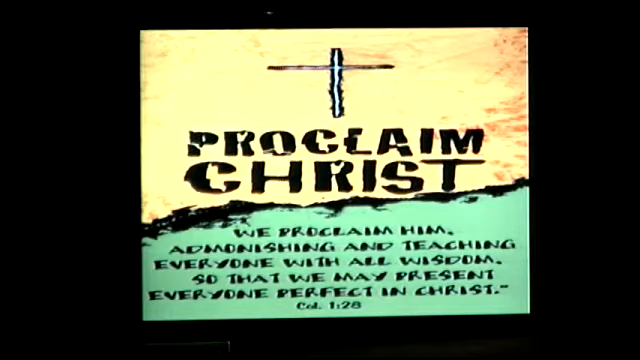 PROCLAIM
CHRIST
WE PROCLAIM HIM,
ADMONISHING AND TEACHING
EVERYONE WITH ALL WISDOM,
SO THAT WE MAY PRESENT
EVERYONE PERFECT IN CHRIST."
Col. 1:28